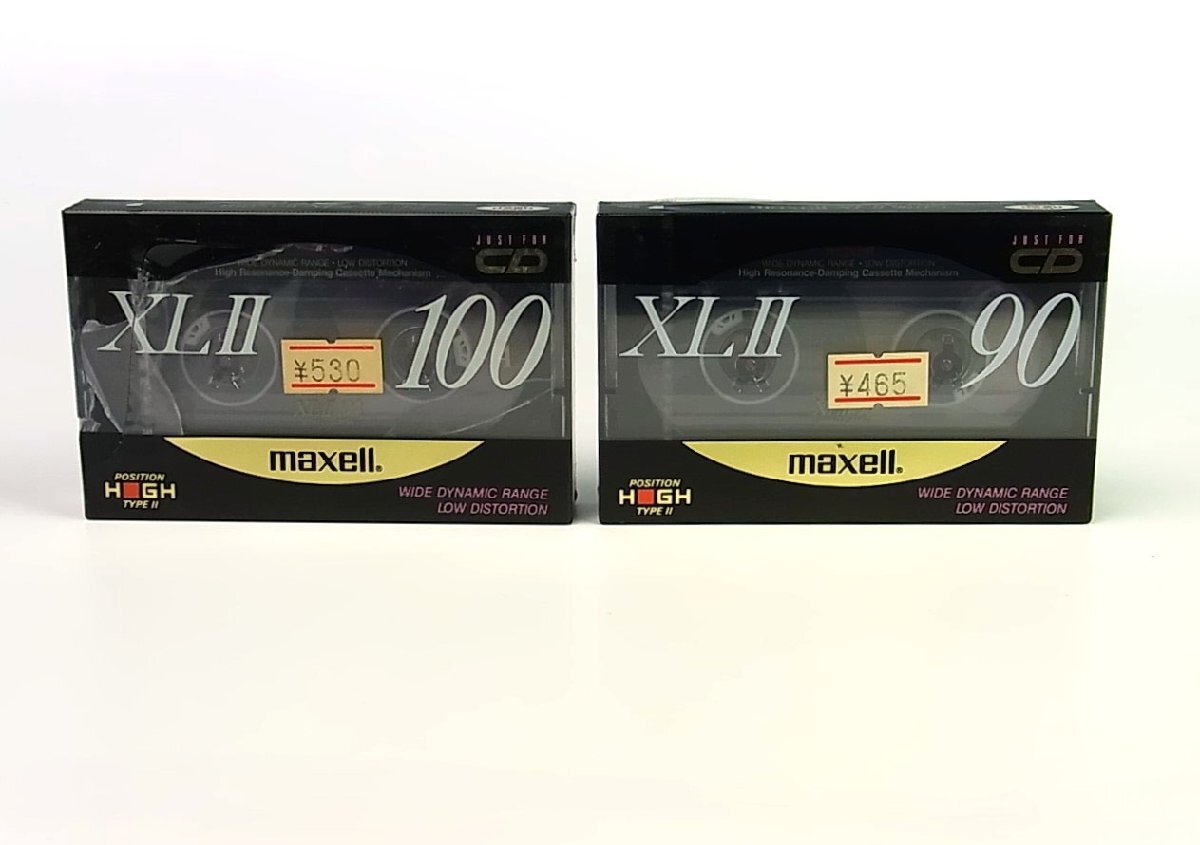 JUST FOR
CD
WIDE DYNAMIC RANGE • LOW DISTORTION
High Resonance-Damping Cassette Mechanism
XLII 100
¥530
maxell®
POSITION
HIGH
TYPE II
WIDE DYNAMIC RANGE
LOW DISTORTION
JUST FOR
CD
WIDE DYNAMIC RANGE • LOW DISTORTION
High Resonance-Damping Cassette Mechanism
XLII 90
¥465
maxell®
POSITION
HIGH
TYPE II
WIDE DYNAMIC RANGE
LOW DISTORTION